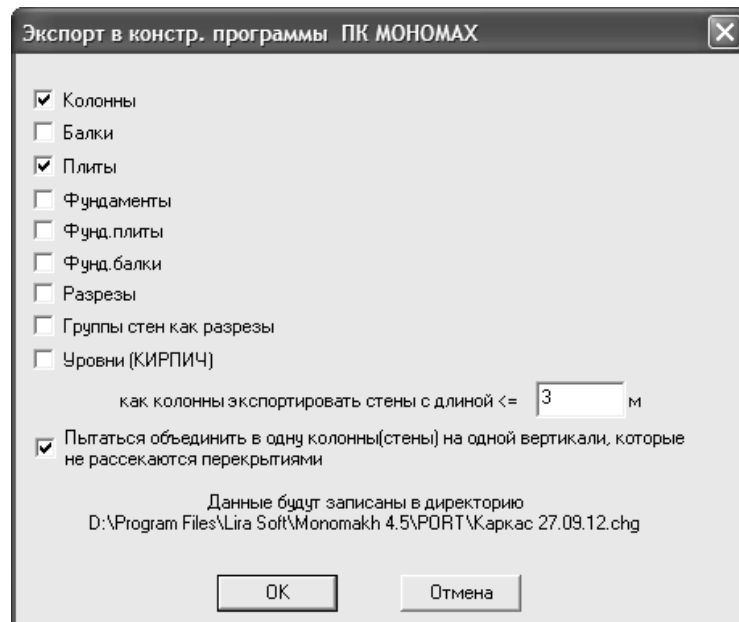 Экспорт в констр. программы ПК МОНОМАХ
Колонны
Балки
Плиты
Фундаменты
Фунд.плиты
Фунд.балки
Разрезы
Группы стен как разрезы
Уровни (КИРПИЧ)
как колонны экспортировать стены с длиной <= 3 м
Пытаться объединить в одну колонны(стены) на одной вертикали, которые
не рассекаются перекрытиями
Данные будут записаны в директорию
D:\Program Files\Lira Soft\Monomakh 4.5\PORT\Каркас 27.09.12.chg
OK Отмена